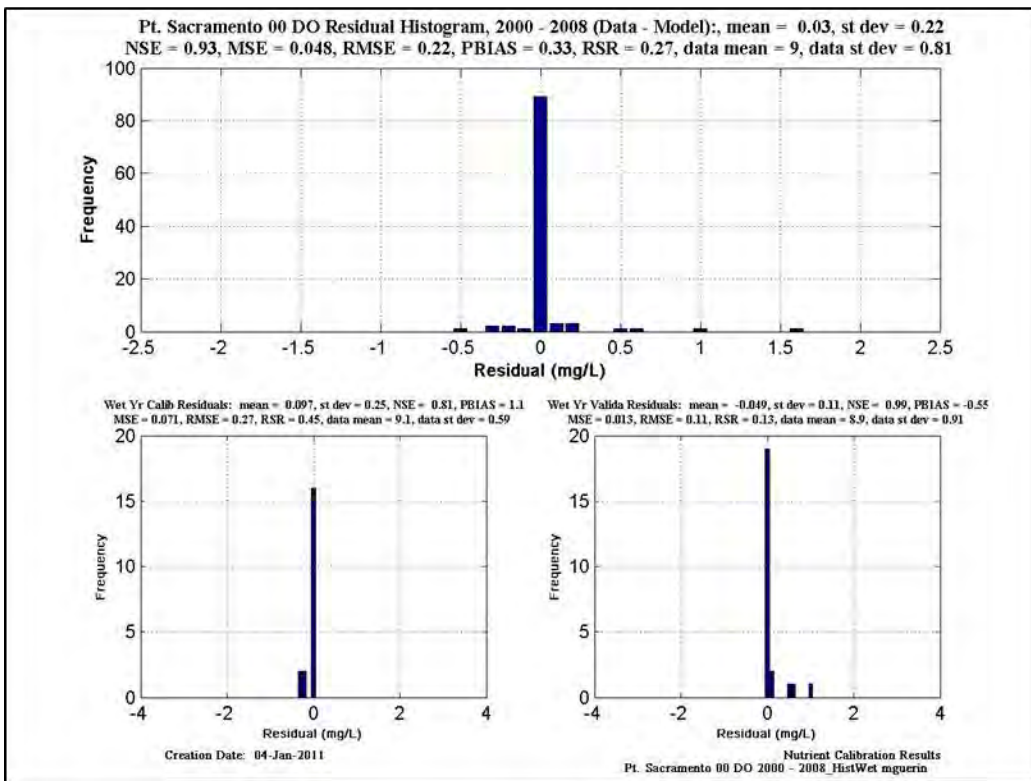 Pt. Sacramento 00 DO Residual Histogram, 2000 - 2008 (Data - Model):, mean = 0.03, st dev = 0.22
NSE = 0.93, MSE = 0.048, RMSE = 0.22, PBIAS = 0.33, RSR = 0.27, data mean = 9, data st dev = 0.81
100
80
60
40
20
0
Frequency
-2.5 -2 -1.5 -1 -0.5 0 0.5 1 1.5 2 2.5
Residual (mg/L)
Wet Yr Calib Residuals: mean = 0.097, st dev = 0.25, NSE = 0.81, PBIAS = 1.1
MSE = 0.071, RMSE = 0.27, RSR = 0.45, data mean = 9.1, data st dev = 0.59
20
15
10
5
0
Frequency
-4 -2 0 2 4
Residual (mg/L)
Wet Yr Valida Residuals: mean = -0.049, st dev = 0.11, NSE = 0.99, PBIAS = -0.55
MSE = 0.013, RMSE = 0.11, RSR = 0.13, data mean = 8.9, data st dev = 0.91
20
15
10
5
0
Frequency
-4 -2 0 2 4
Residual (mg/L)
Creation Date: 04-Jan-2011
Nutrient Calibration Results
Pt. Sacramento 00 DO 2000 - 2008_HistWet mguerin